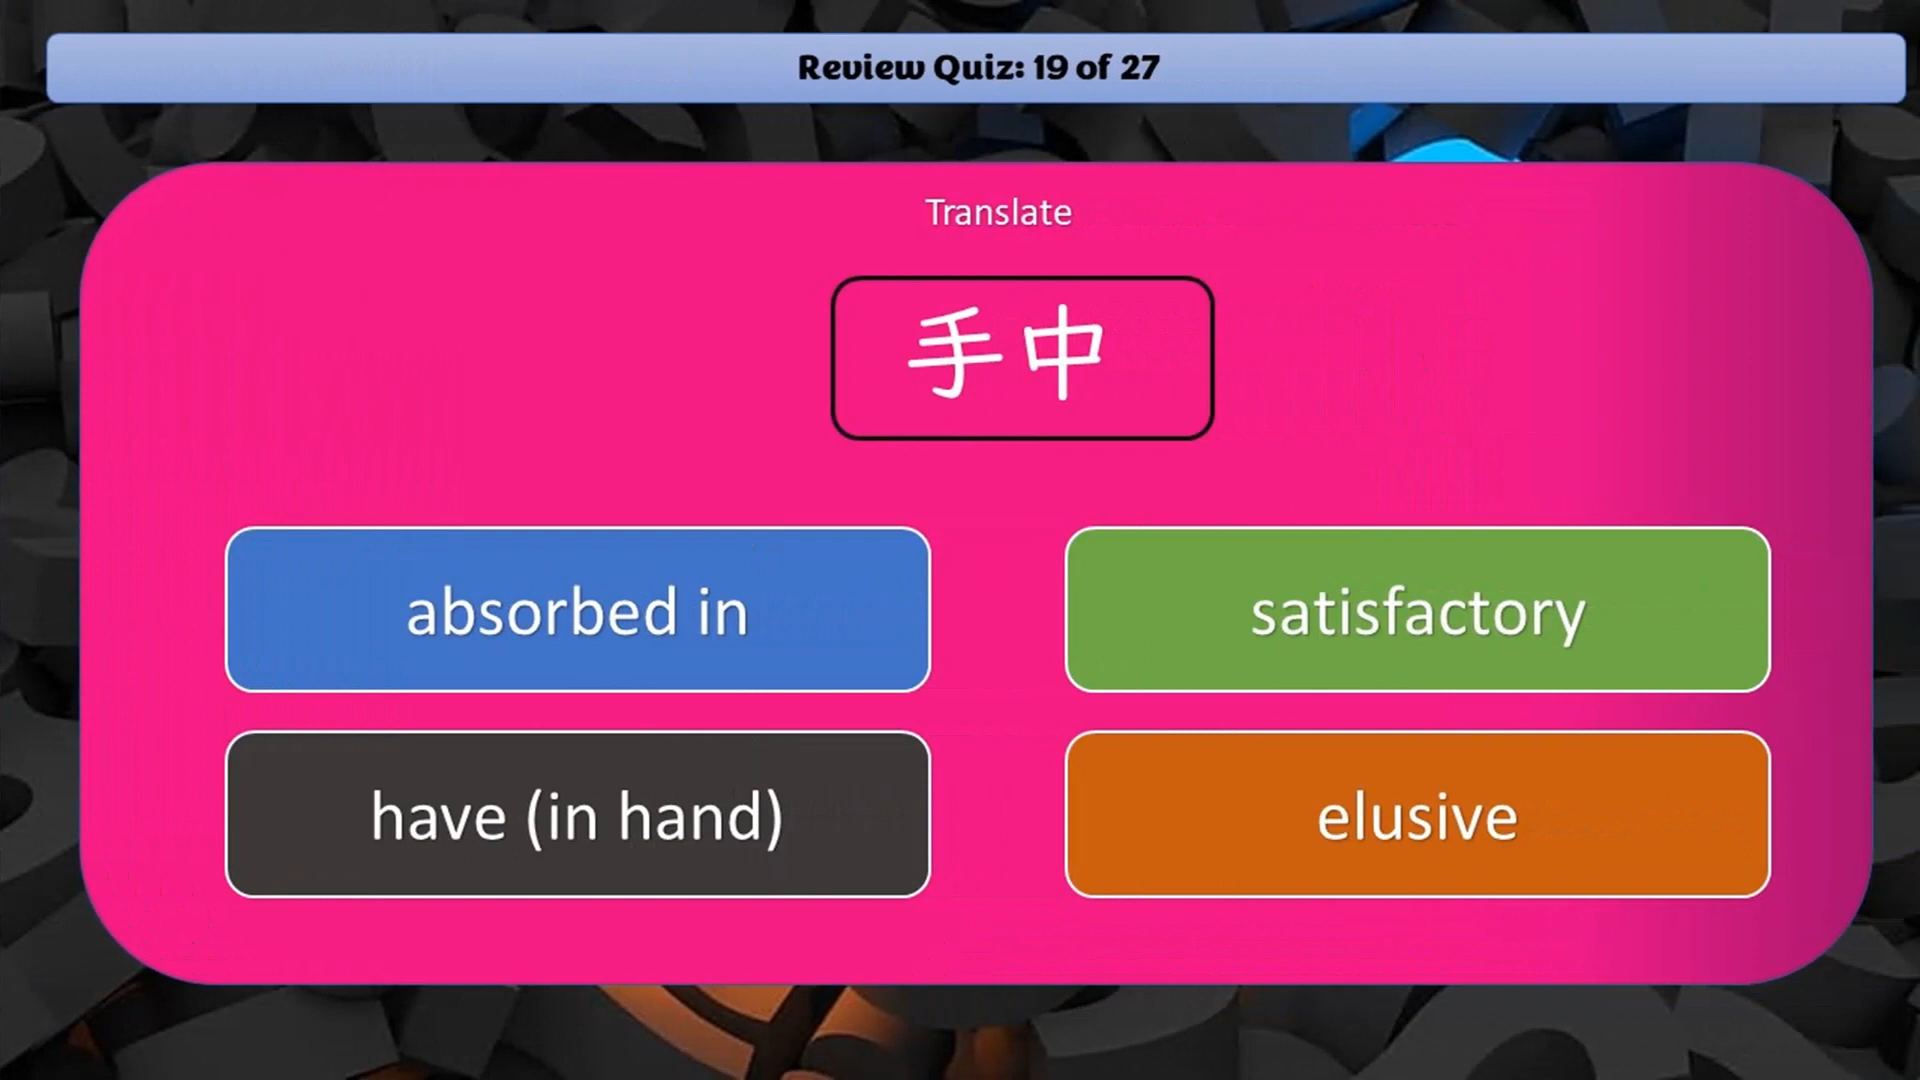 Review Quiz: 19 of 27
Translate
手中
absorbed in
satisfactory
have (in hand)
elusive